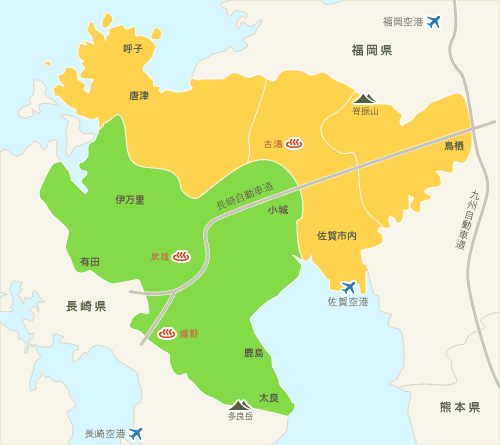 福岡空港
福岡県
呼子
唐津
脊振山
古湯
鳥栖
長崎自動車道
九州自動車道
伊万里
小城
佐賀市内
武雄
有田
佐賀空港
長崎県
嬉野
鹿島
太良
多良岳
熊本県
長崎空港